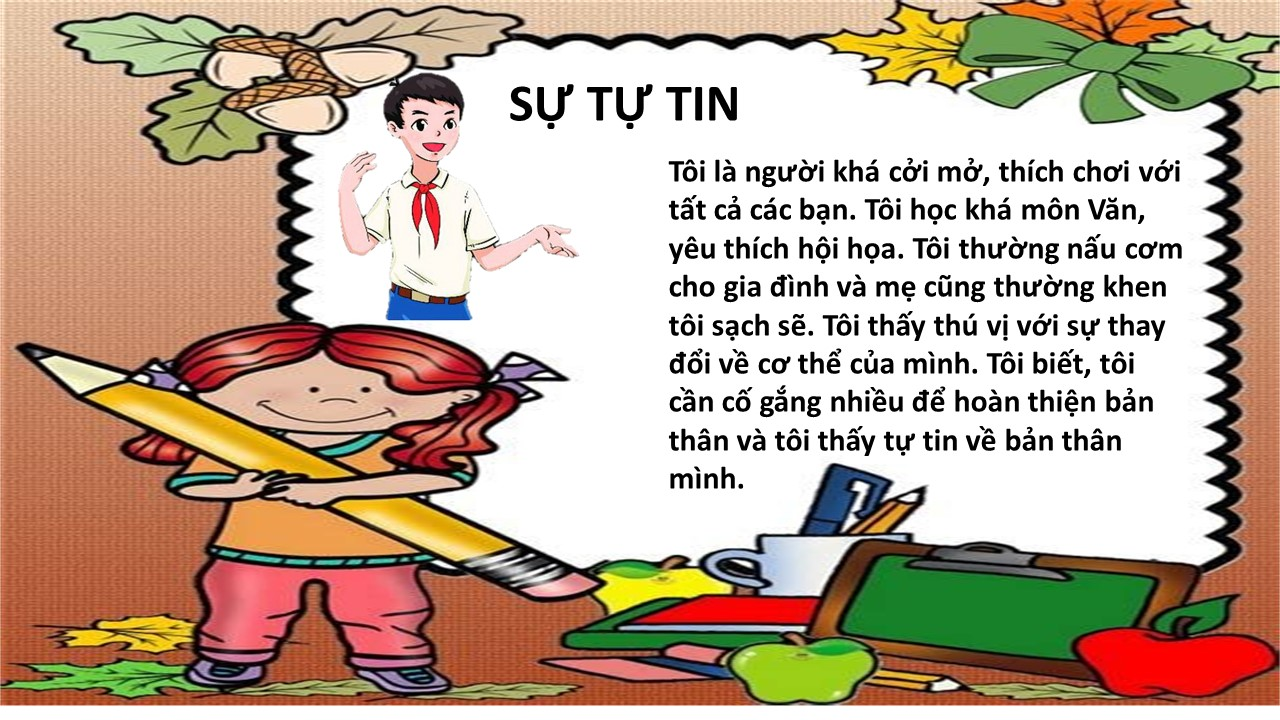 SỰ TỰ TIN
Tôi là người khá cởi mở, thích chơi với
tất cả các bạn. Tôi học khá môn Văn,
yêu thích hội họa. Tôi thường nấu cơm
cho gia đình và mẹ cũng thường khen
tôi sạch sẽ. Tôi thấy thú vị với sự thay
đổi về cơ thể của mình. Tôi biết, tôi
cần cố gắng nhiều để hoàn thiện bản
thân và tôi thấy tự tin về bản thân
mình.